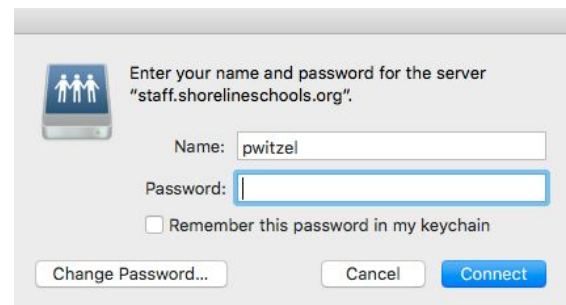 Enter your name and password for the server
“staff.shorelineschools.org”.
Name: pwitzel
Password:
Remember this password in my keychain
Change Password... Cancel Connect